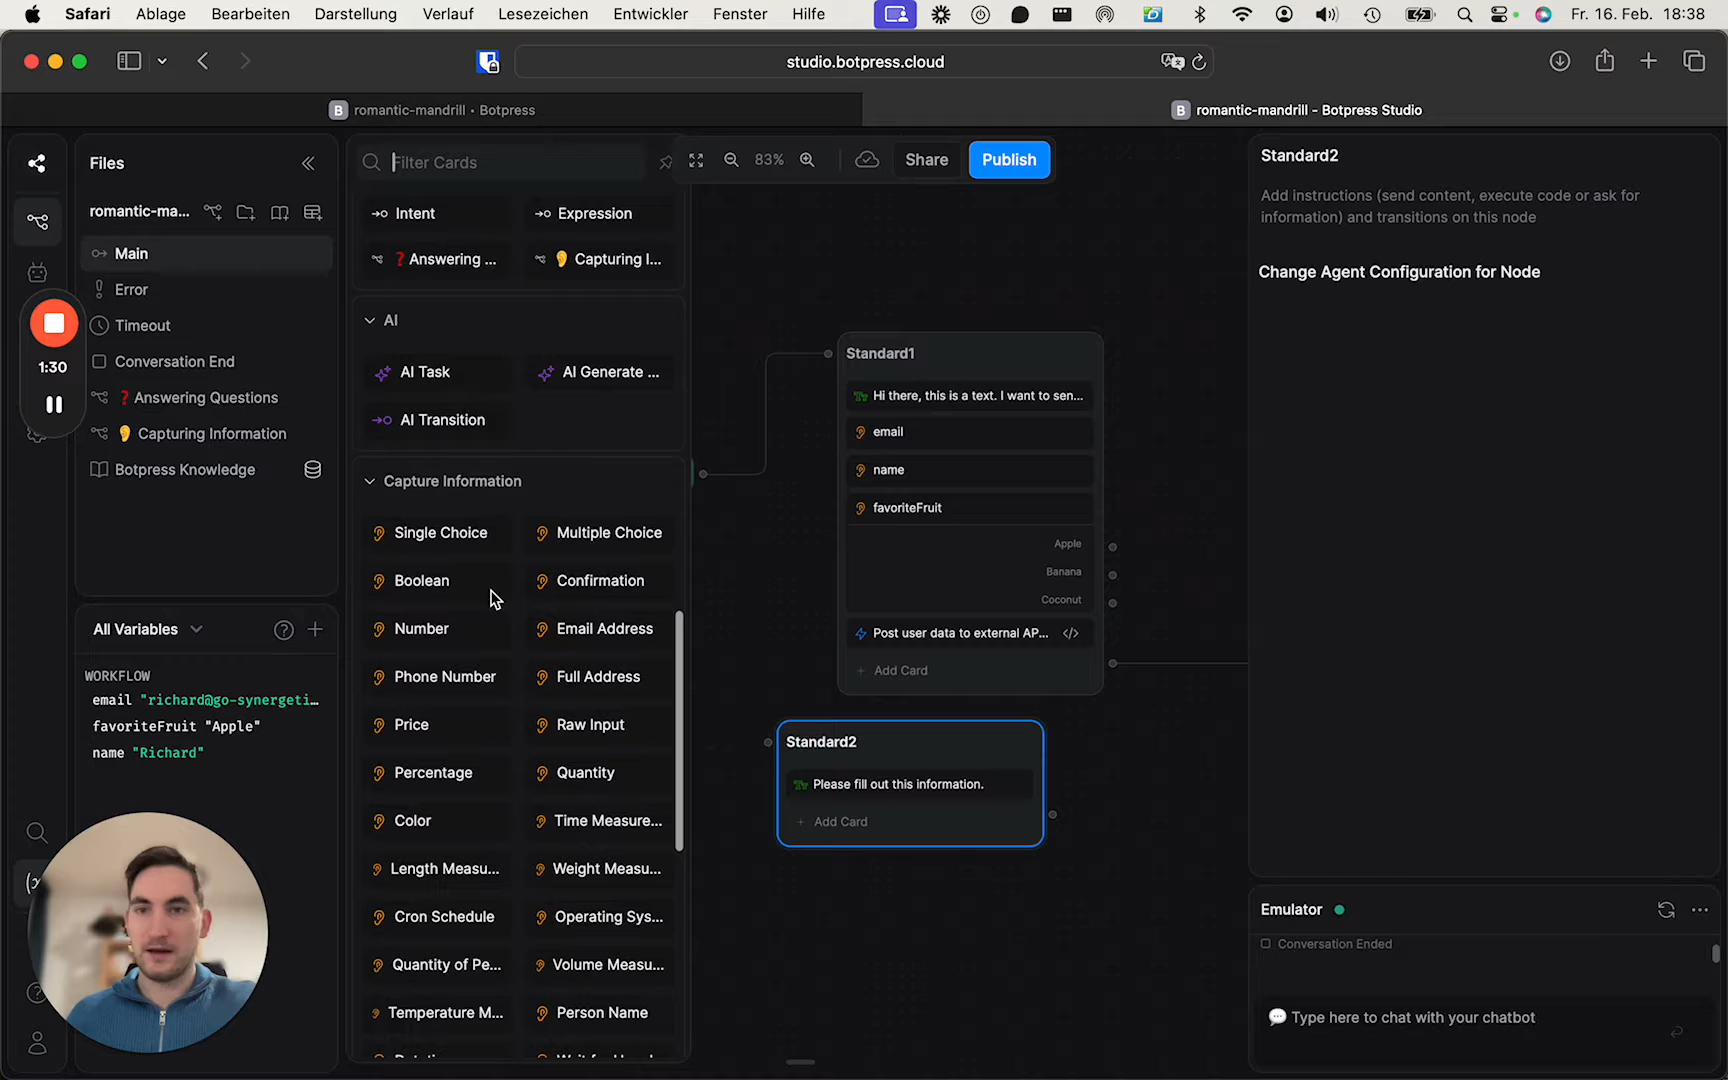 Safari Ablage Bearbeiten Darstellung Verlauf Lesezeichen Entwickler Fenster Hilfe Fr. 16. Feb. 18:38
studio.botpress.cloud
B romantic-mandrill • Botpress
B romantic-mandrill - Botpress Studio
Files
romantic-ma...
Main
Error
Timeout
Conversation End
❓ Answering Questions
👂 Capturing Information
Botpress Knowledge
1:30
All Variables
WORKFLOW
email "richard@go-synergeti...
favoriteFruit "Apple"
name "Richard"
Filter Cards
Intent
Expression
❓ Answering ...
👂 Capturing I...
AI
AI Task
AI Generate ...
AI Transition
Capture Information
Single Choice
Multiple Choice
Boolean
Confirmation
Number
Email Address
Phone Number
Full Address
Price
Raw Input
Percentage
Quantity
Color
Time Measure...
Length Measu...
Weight Measu...
Cron Schedule
Operating Sys...
Quantity of Pe...
Volume Measu...
Temperature M...
Person Name
83%
Share
Publish
Standard1
Hi there, this is a text. I want to sen...
email
name
favoriteFruit
Apple
Banana
Coconut
Post user data to external AP...
+ Add Card
Standard2
Please fill out this information.
+ Add Card
Standard2
Add instructions (send content, execute code or ask for
information) and transitions on this node
Change Agent Configuration for Node
Emulator
Conversation Ended
💬 Type here to chat with your chatbot